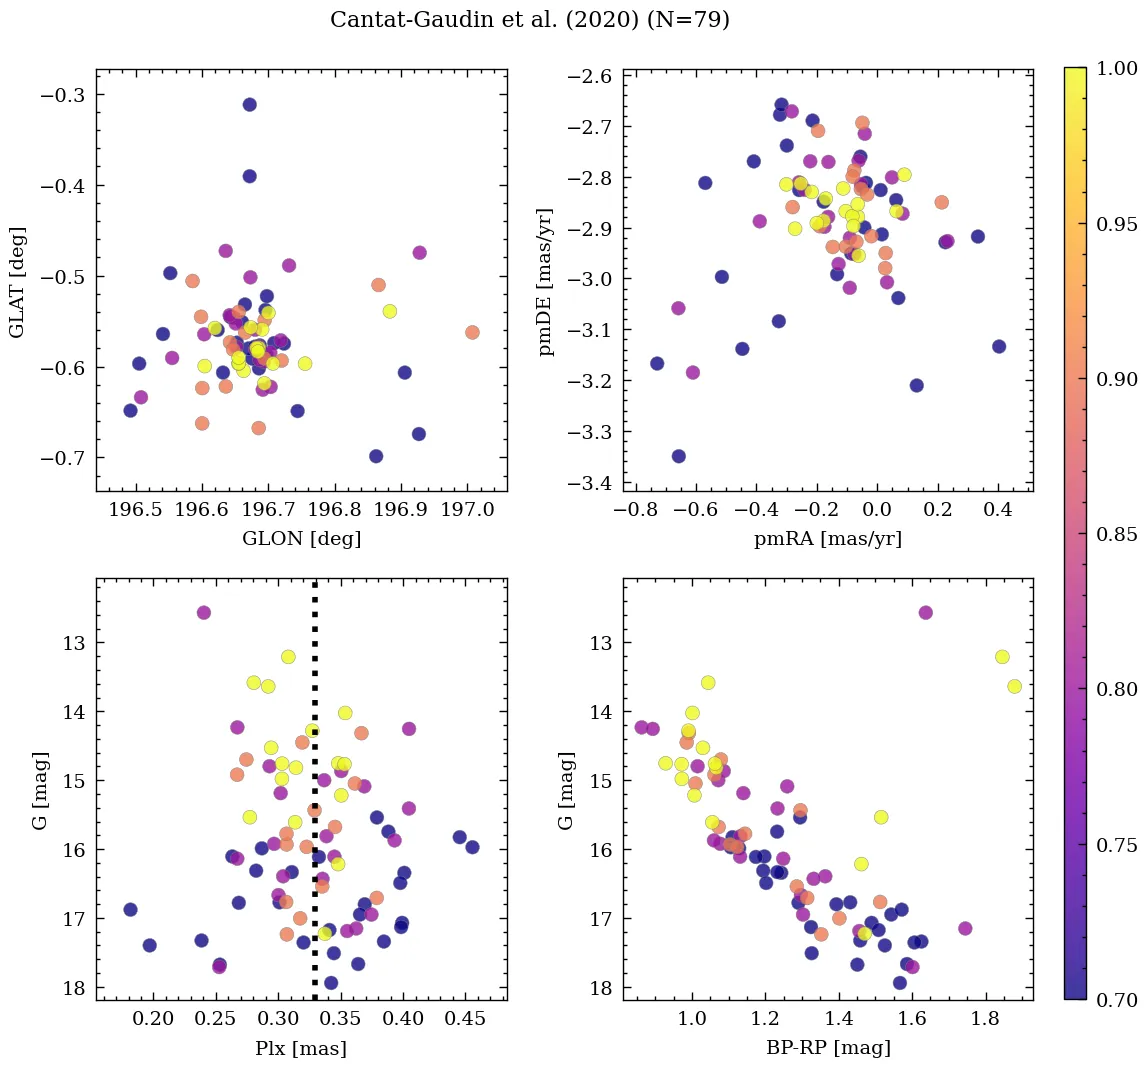 Cantat-Gaudin et al. (2020) (N=79)
−0.3
−0.4
−0.5
−0.6
−0.7
GLAT [deg]
196.5 196.6 196.7 196.8 196.9 197.0
GLON [deg]
−2.6
−2.7
−2.8
−2.9
−3.0
−3.1
−3.2
−3.3
−3.4
pmDE [mas/yr]
−0.8 −0.6 −0.4 −0.2 0.0 0.2 0.4
pmRA [mas/yr]
13
14
15
16
17
18
G [mag]
0.20 0.25 0.30 0.35 0.40 0.45
Plx [mas]
13
14
15
16
17
18
G [mag]
1.0 1.2 1.4 1.6 1.8
BP-RP [mag]
1.00
0.95
0.90
0.85
0.80
0.75
0.70